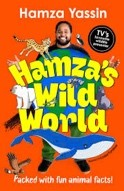 Hamza Yassin
TV's
Hamza's
Wild
World
Packed with fun animal facts!